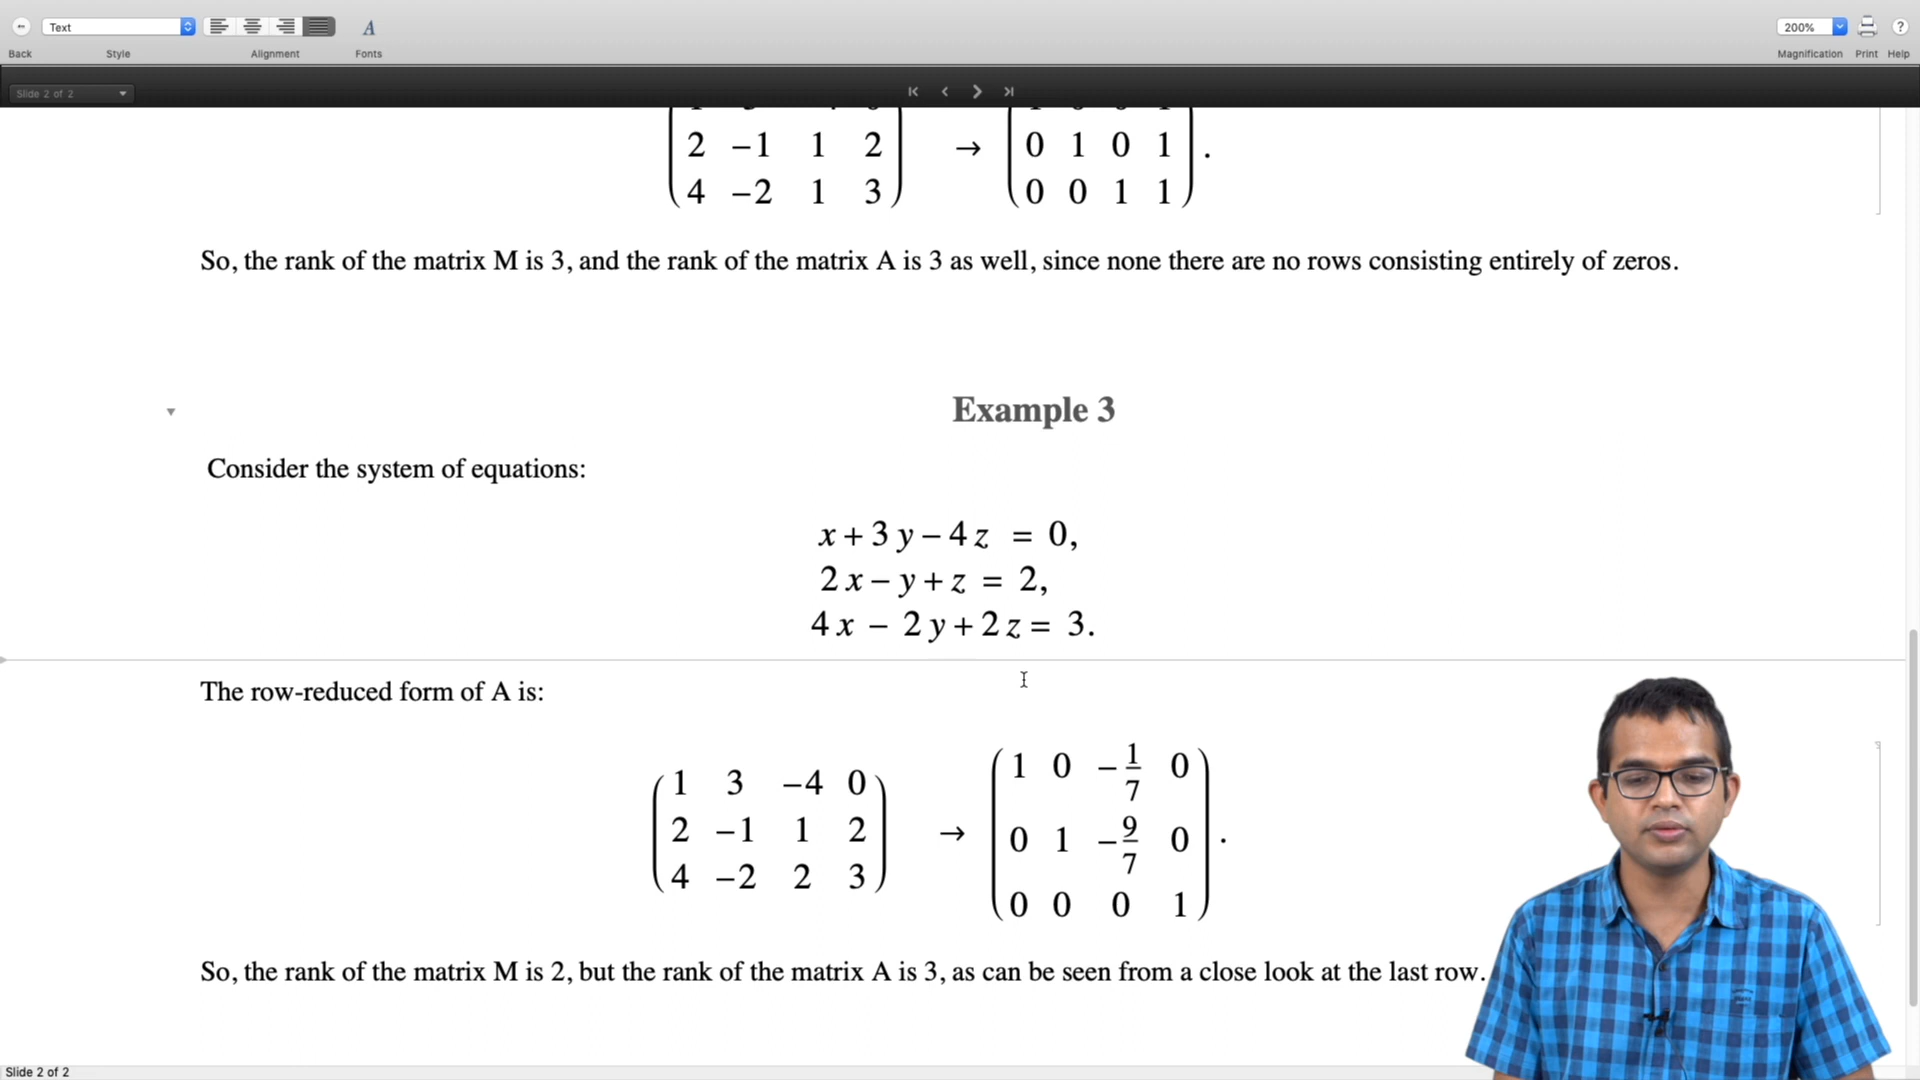 Text
200%
Back Style Alignment Fonts Magnification Print Help
Slide 2 of 2
2 −1 1 2 → 0 1 0 1 .
4 −2 1 3 0 0 1 1
So, the rank of the matrix M is 3, and the rank of the matrix A is 3 as well, since none there are no rows consisting entirely of zeros.
Example 3
Consider the system of equations:
x + 3 y − 4 z = 0,
2 x − y + z = 2,
4 x − 2 y + 2 z = 3.
The row-reduced form of A is:
1 3 −4 0 1 0 −1/7 0
2 −1 1 2 → 0 1 −9/7 0 .
4 −2 2 3 0 0 0 1
So, the rank of the matrix M is 2, but the rank of the matrix A is 3, as can be seen from a close look at the last row.
Slide 2 of 2